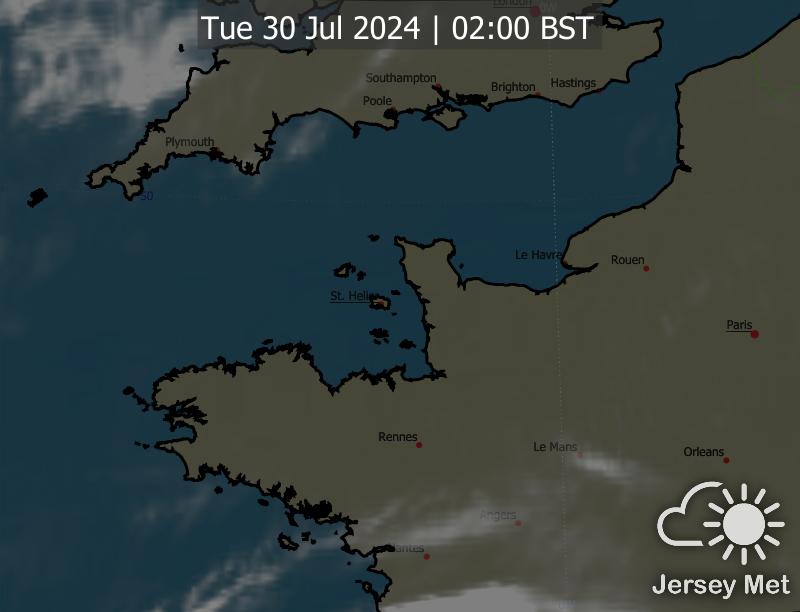 London
Tue 30 Jul 2024 | 02:00 BST
Southampton
Brighton
Hastings
Poole
Plymouth
50
Le Havre
Rouen
St. Helier
Paris
Rennes
Le Mans
Orleans
Angers
Nantes
Jersey Met